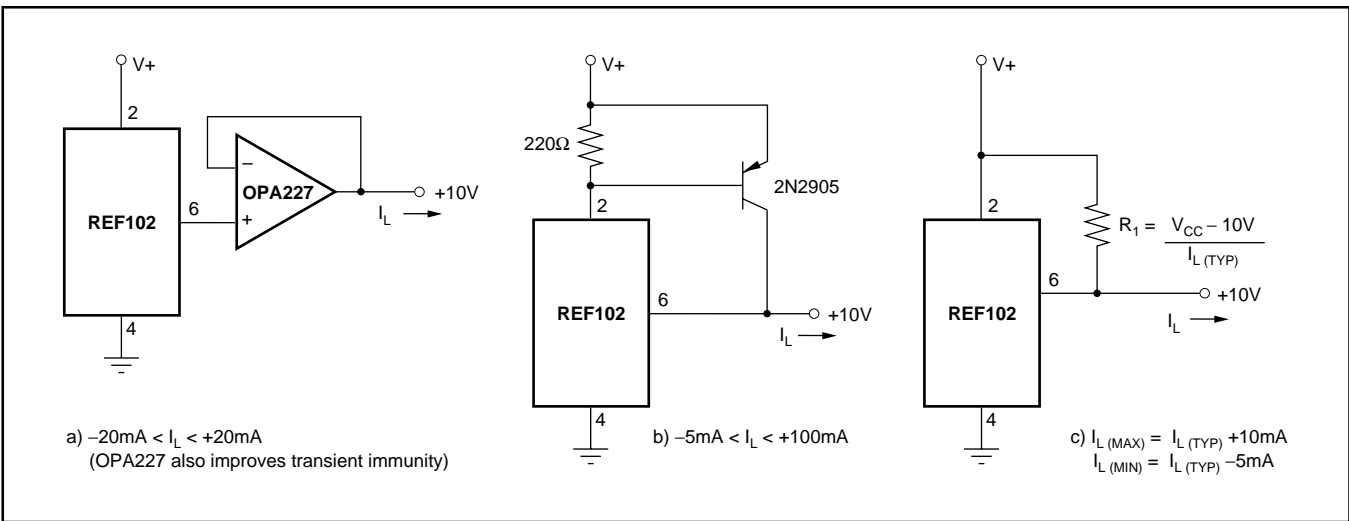 V+
2
REF102
6
4
–
+
OPA227
+10V
I_L
a) –20mA < I_L < +20mA
(OPA227 also improves transient immunity)
V+
220Ω
2N2905
2
REF102
6
4
+10V
I_L
b) –5mA < I_L < +100mA
V+
2
R_1 = V_CC – 10V
I_L (TYP)
REF102
6
4
+10V
I_L
c) I_L (MAX) = I_L (TYP) +10mA
I_L (MIN) = I_L (TYP) –5mA